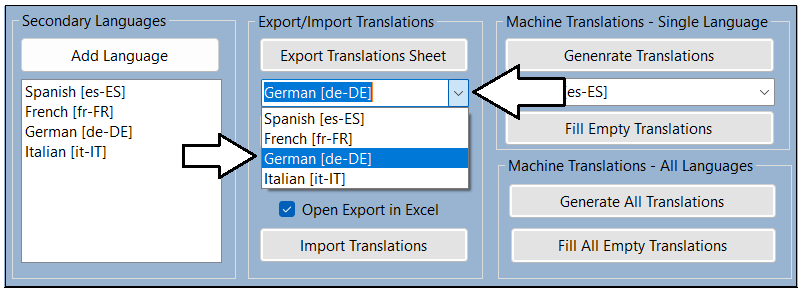 Secondary Languages
Add Language
Spanish [es-ES]
French [fr-FR]
German [de-DE]
Italian [it-IT]
Export/Import Translations
Export Translations Sheet
German [de-DE]
Spanish [es-ES]
French [fr-FR]
German [de-DE]
Italian [it-IT]
Open Export in Excel
Import Translations
Machine Translations - Single Language
Genenrate Translations
es-ES]
Fill Empty Translations
Machine Translations - All Languages
Generate All Translations
Fill All Empty Translations